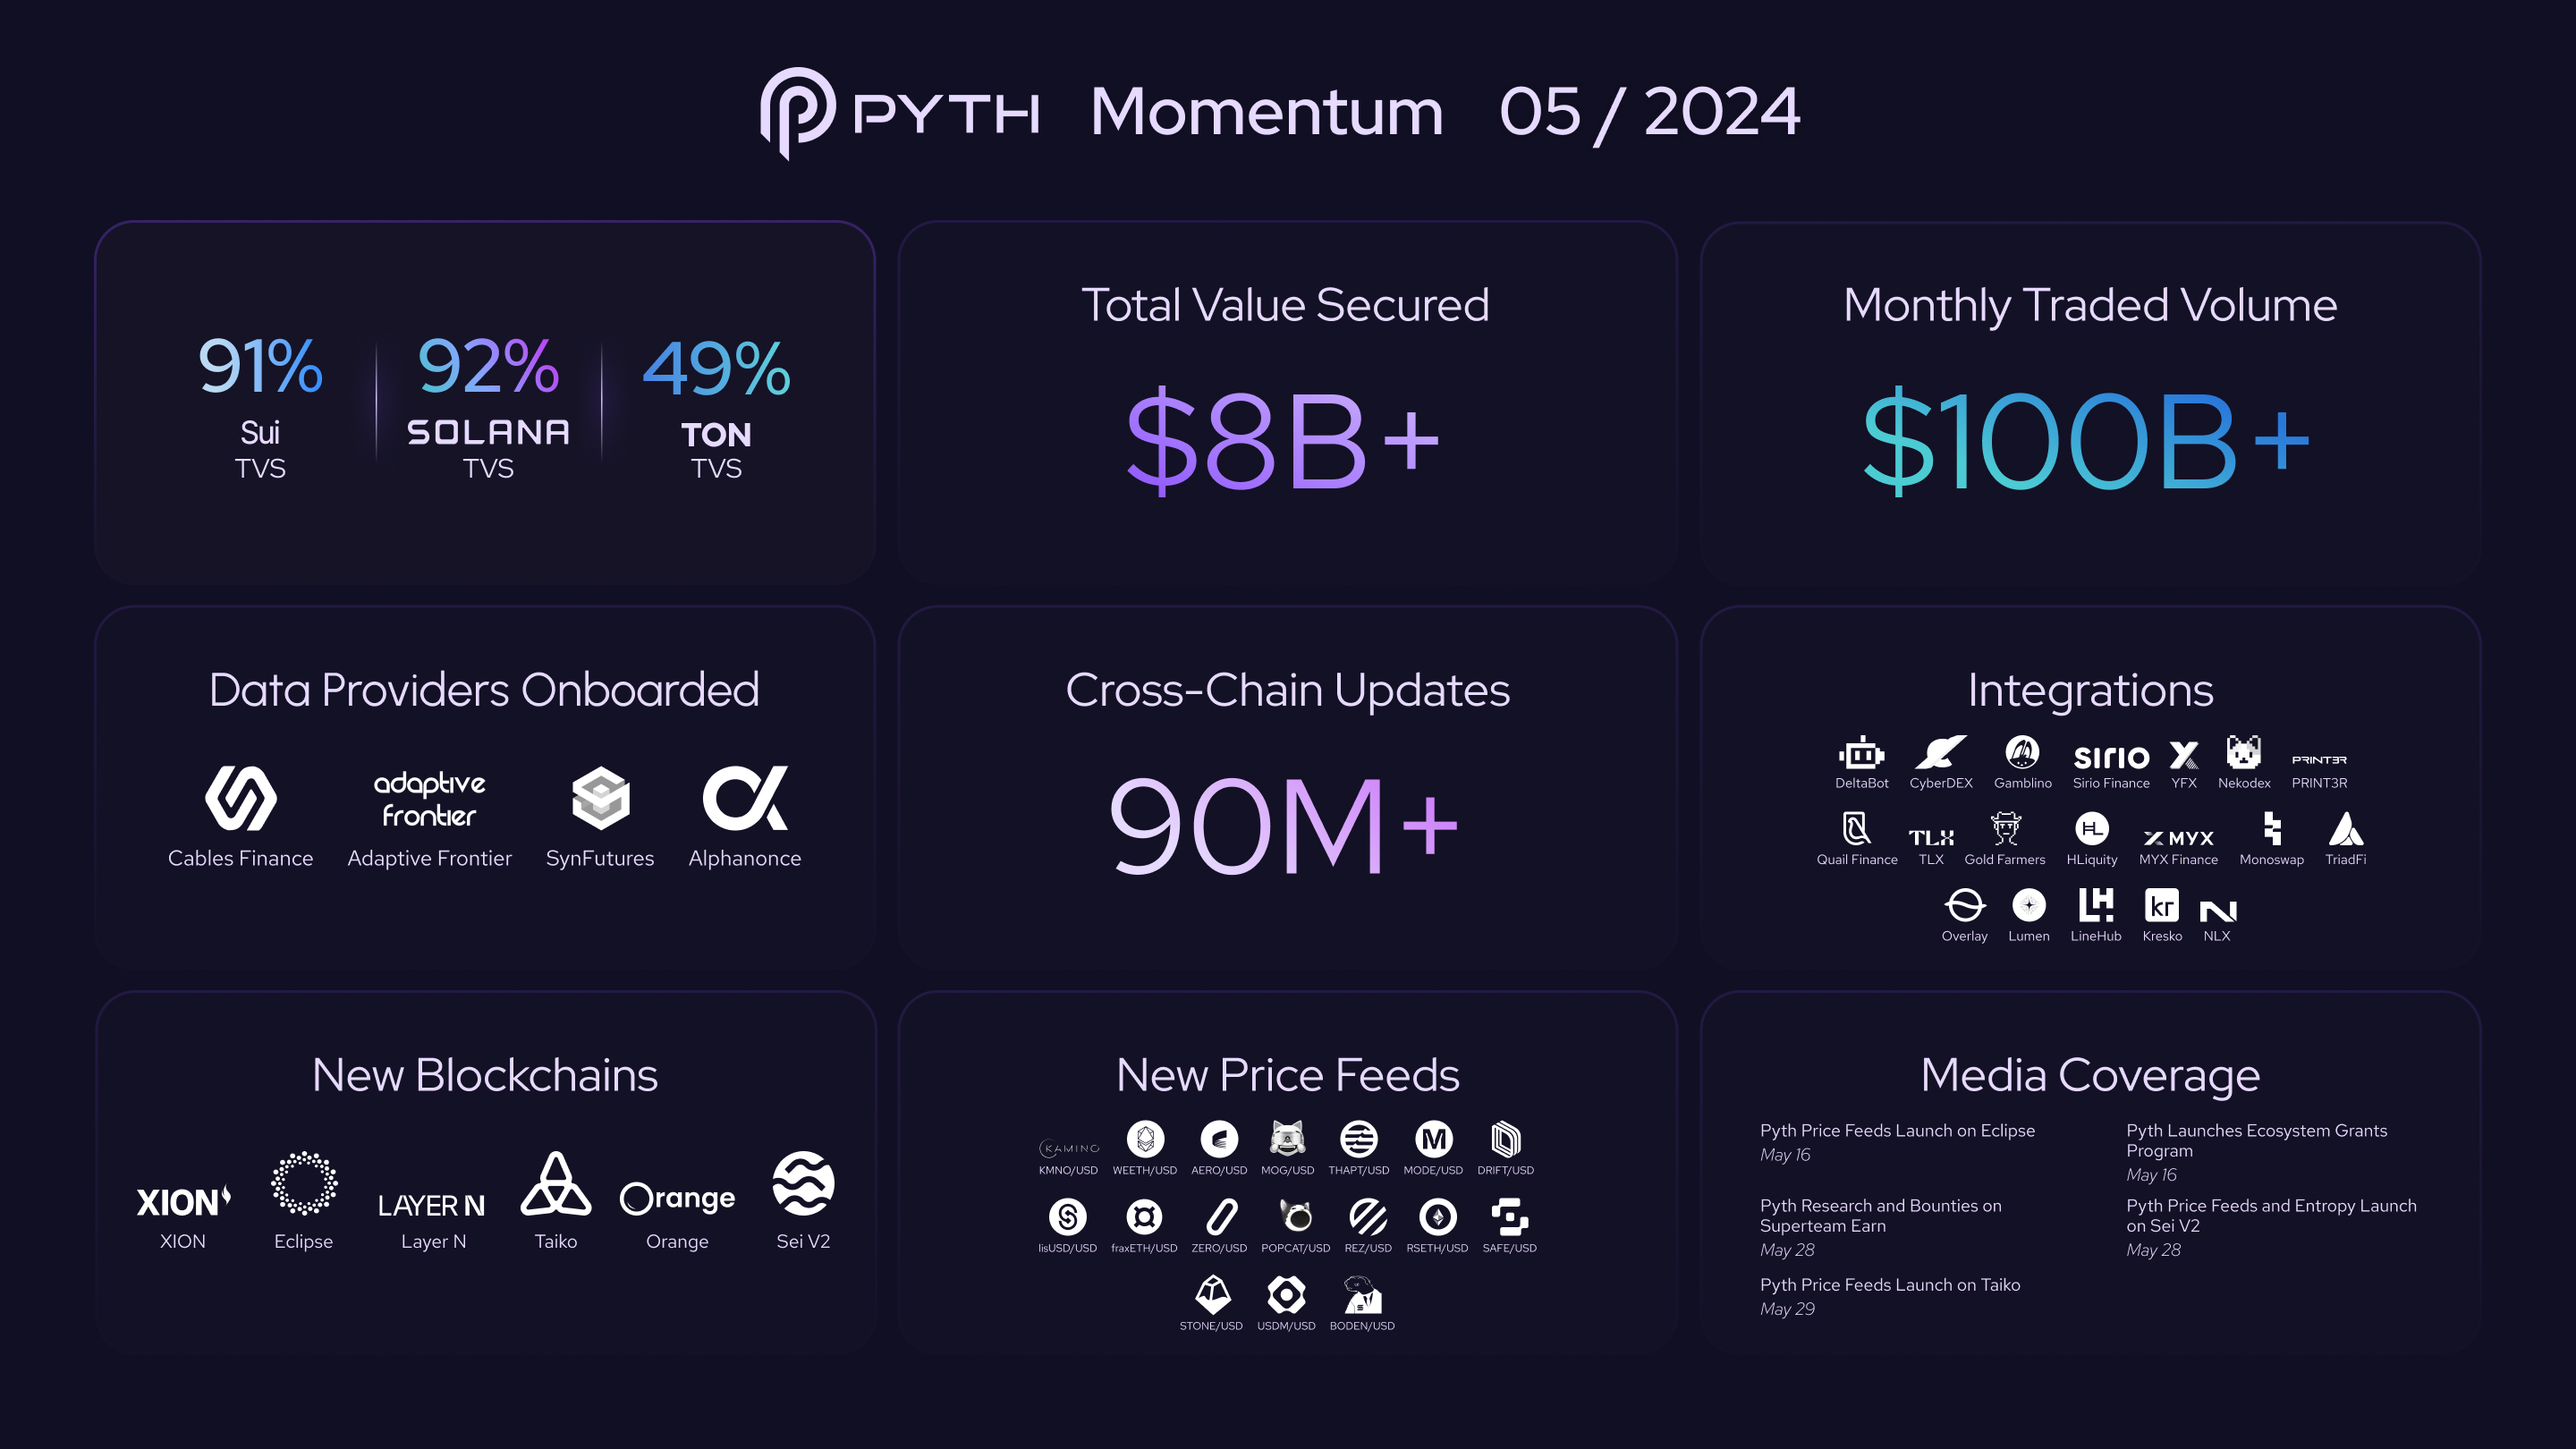 PYTH Momentum 05 / 2024
91%
Sui
TVS
92%
SOLANA
TVS
49%
TON
TVS
Total Value Secured
$8B+
Monthly Traded Volume
$100B+
Data Providers Onboarded
Cables Finance
adaptive
frontier
Adaptive Frontier
SynFutures
Alphanonce
Cross-Chain Updates
90M+
Integrations
DeltaBot
CyberDEX
Gamblino
sirio
Sirio Finance
YFX
Nekodex
PRINT3R
PRINT3R
Quail Finance
TLX
TLX
Gold Farmers
HL
HLiquity
MYX
MYX Finance
Monoswap
TriadFi
Overlay
Lumen
LH
LineHub
kr
Kresko
NLX
New Blockchains
XION
XION
Eclipse
LAYER N
Layer N
Taiko
Orange
Orange
Sei V2
New Price Feeds
KAMINO
KMNO/USD
WEETH/USD
AERO/USD
MOG/USD
THAPT/USD
M
MODE/USD
DRIFT/USD
lisUSD/USD
fraxETH/USD
ZERO/USD
POPCAT/USD
REZ/USD
RSETH/USD
SAFE/USD
STONE/USD
USDM/USD
BODEN/USD
Media Coverage
Pyth Price Feeds Launch on Eclipse
May 16
Pyth Launches Ecosystem Grants
Program
May 16
Pyth Research and Bounties on
Superteam Earn
May 28
Pyth Price Feeds and Entropy Launch
on Sei V2
May 28
Pyth Price Feeds Launch on Taiko
May 29